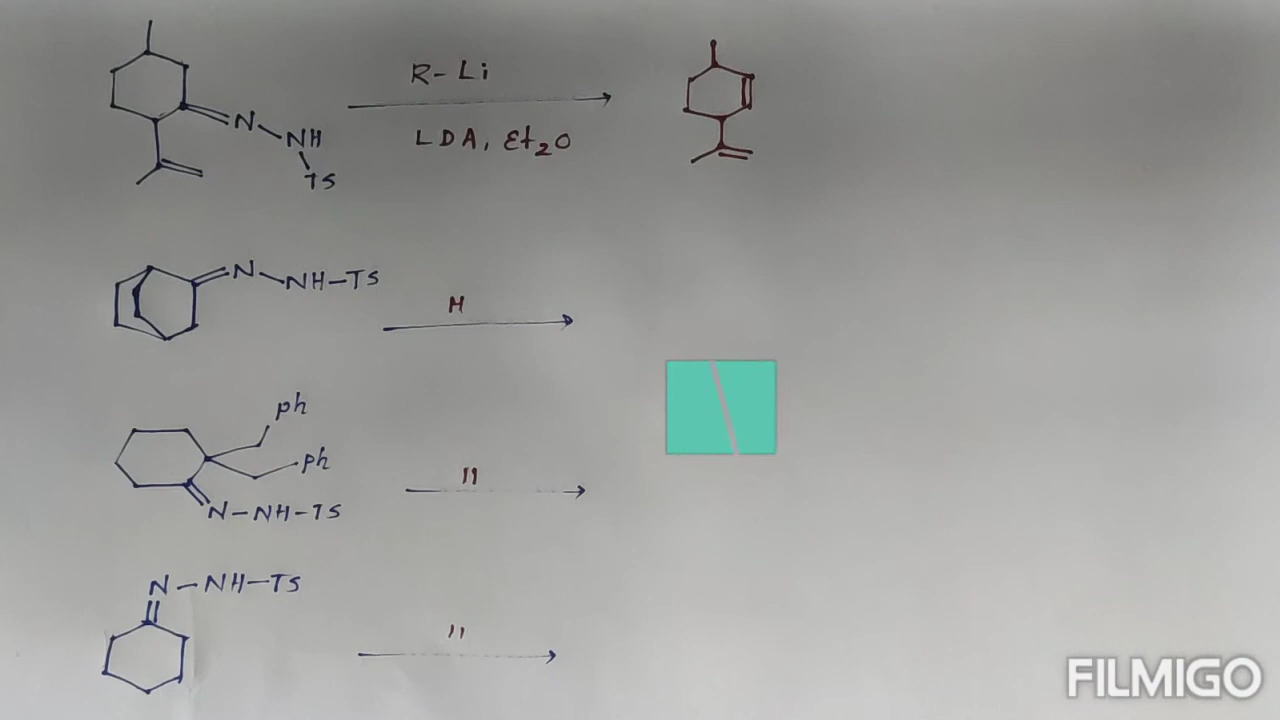 R-Li
N
NH
TS
LDA, Et2O
N
NH-TS
H
ph
ph
N-NH-TS
"
N-NH-TS
"
FILMIGO